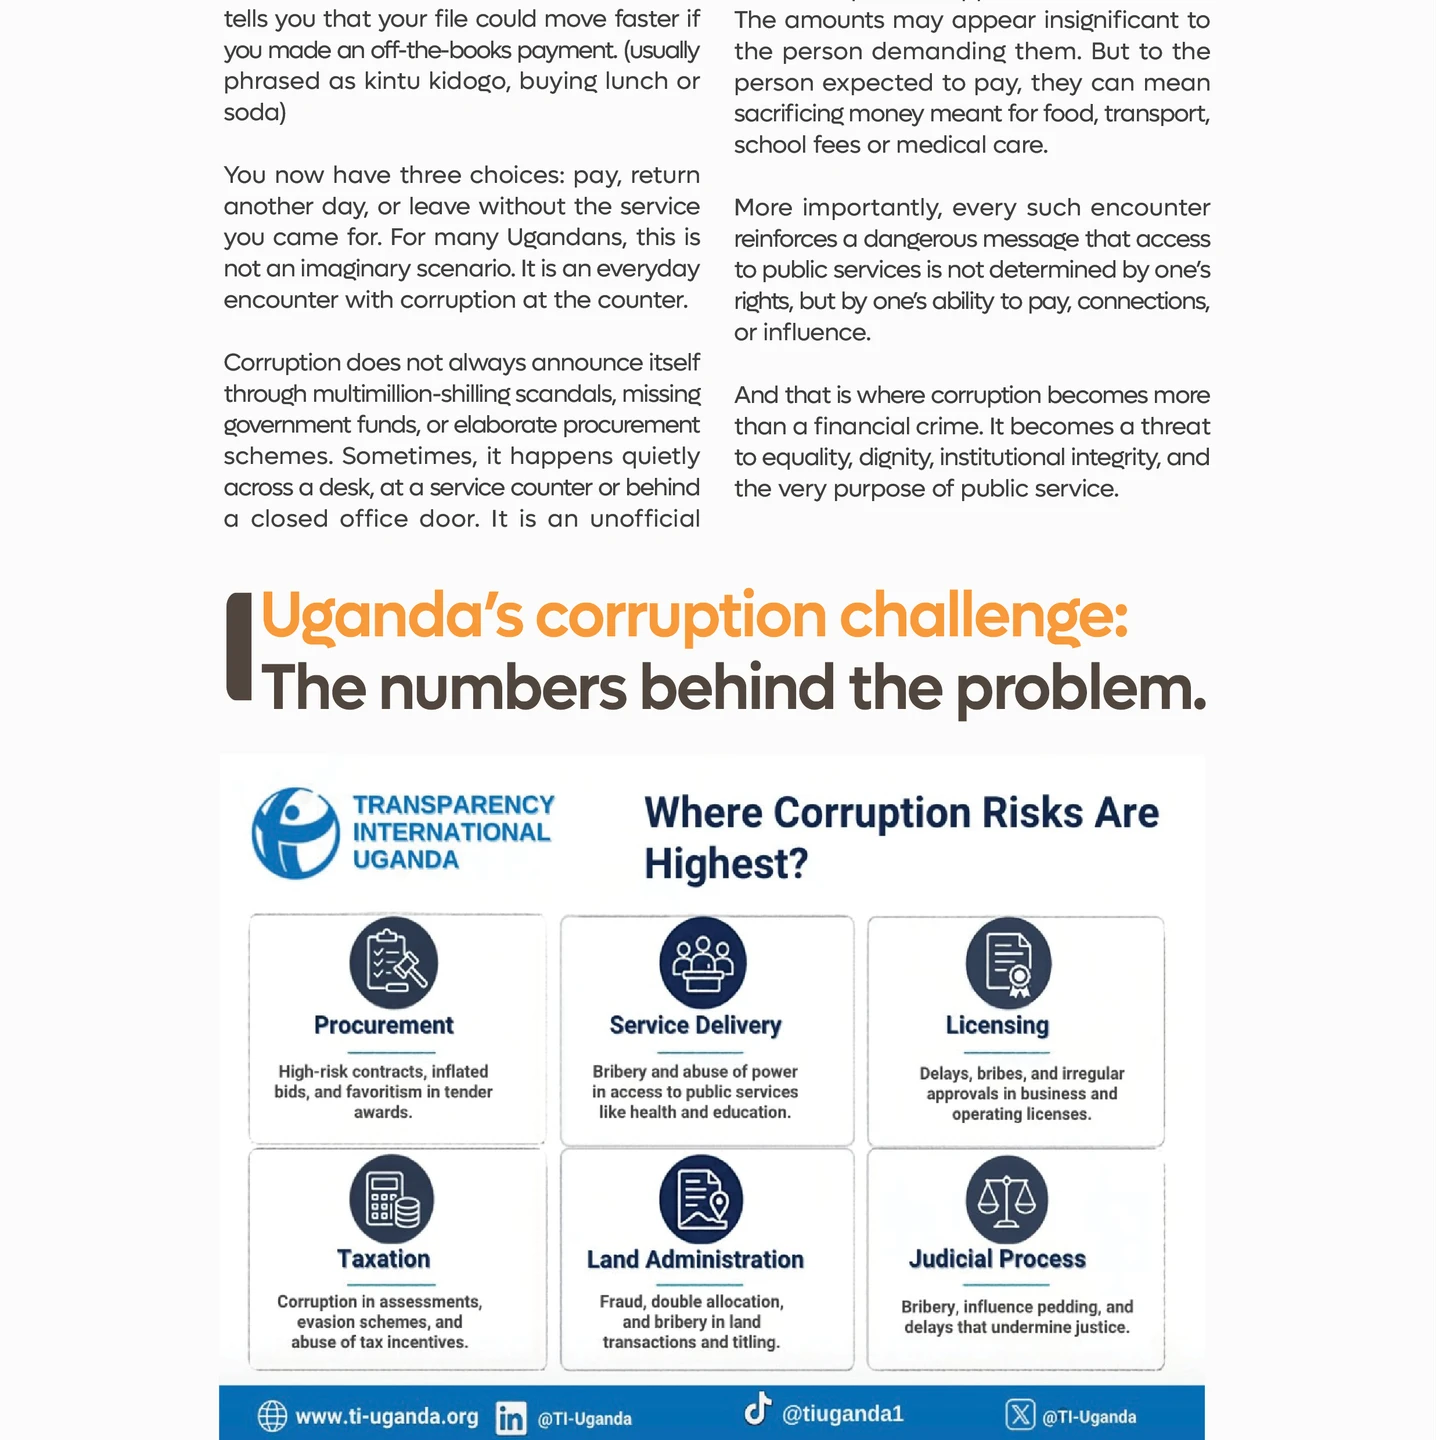 tells you that your file could move faster if
you made an off-the-books payment. (usually
phrased as kintu kidogo, buying lunch or
soda)
You now have three choices: pay, return
another day, or leave without the service
you came for. For many Ugandans, this is
not an imaginary scenario. It is an everyday
encounter with corruption at the counter.
Corruption does not always announce itself
through multimillion-shilling scandals, missing
government funds, or elaborate procurement
schemes. Sometimes, it happens quietly
across a desk, at a service counter or behind
a closed office door. It is an unofficial
The amounts may appear insignificant to
the person demanding them. But to the
person expected to pay, they can mean
sacrificing money meant for food, transport,
school fees or medical care.
More importantly, every such encounter
reinforces a dangerous message that access
to public services is not determined by one's
rights, but by one's ability to pay, connections,
or influence.
And that is where corruption becomes more
than a financial crime. It becomes a threat
to equality, dignity, institutional integrity, and
the very purpose of public service.
Uganda's corruption challenge:
The numbers behind the problem.
TRANSPARENCY
INTERNATIONAL
UGANDA
Where Corruption Risks Are
Highest?
Procurement
High-risk contracts, inflated
bids, and favoritism in tender
awards.
Service Delivery
Bribery and abuse of power
in access to public services
like health and education.
Licensing
Delays, bribes, and irregular
approvals in business and
operating licenses.
Taxation
Corruption in assessments,
evasion schemes, and
abuse of tax incentives.
Land Administration
Fraud, double allocation,
and bribery in land
transactions and titling.
Judicial Process
Bribery, influence pedding, and
delays that undermine justice.
www.ti-uganda.org
in @TI-Uganda
@tiuganda1
@TI-Uganda